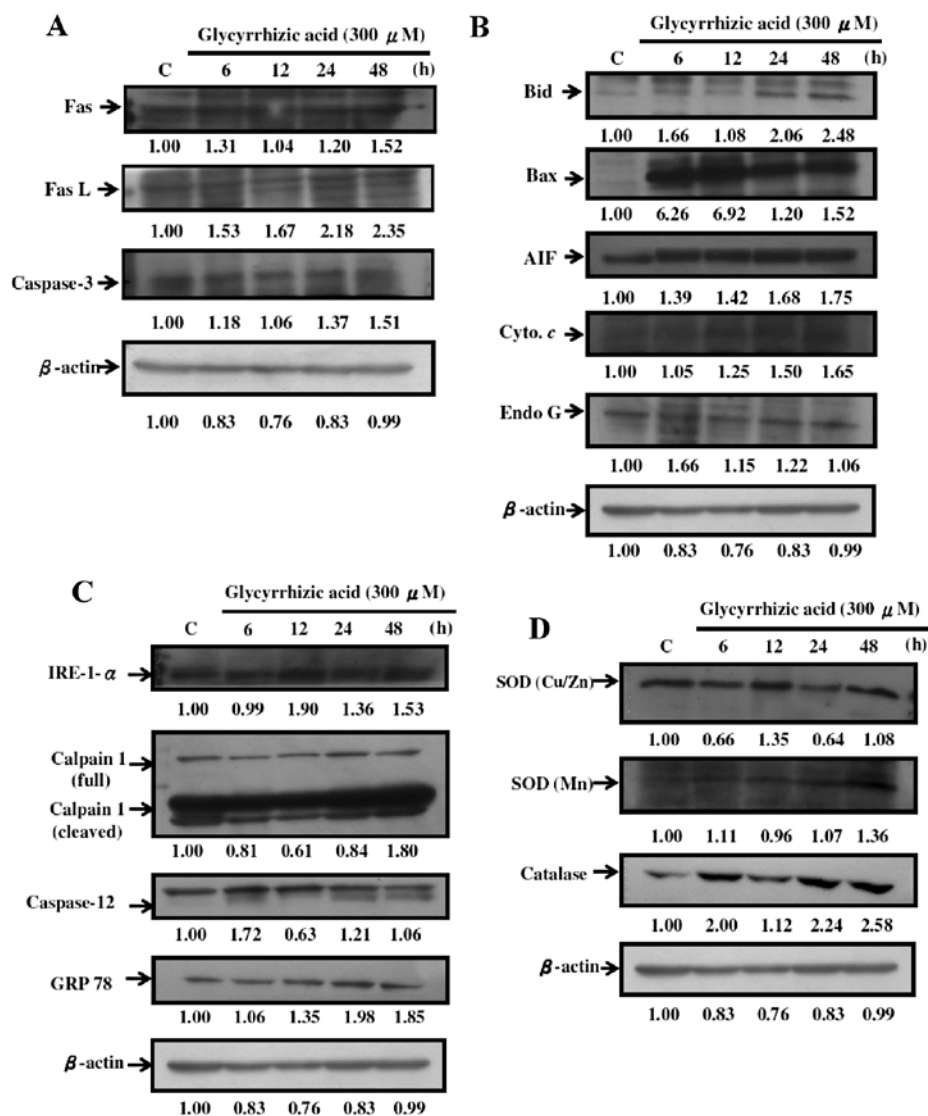 A
Glycyrrhizic acid (300 μM)
C 6 12 24 48 (h)
Fas
1.00 1.31 1.04 1.20 1.52
Fas L
1.00 1.53 1.67 2.18 2.35
Caspase-3
1.00 1.18 1.06 1.37 1.51
β-actin
1.00 0.83 0.76 0.83 0.99
B
Glycyrrhizic acid (300 μM)
C 6 12 24 48 (h)
Bid
1.00 1.66 1.08 2.06 2.48
Bax
1.00 6.26 6.92 1.20 1.52
AIF
1.00 1.39 1.42 1.68 1.75
Cyto. c
1.00 1.05 1.25 1.50 1.65
Endo G
1.00 1.66 1.15 1.22 1.06
β-actin
1.00 0.83 0.76 0.83 0.99
C
Glycyrrhizic acid (300 μM)
C 6 12 24 48 (h)
IRE-1-α
1.00 0.99 1.90 1.36 1.53
Calpain 1
(full)
Calpain 1
(cleaved)
1.00 0.81 0.61 0.84 1.80
Caspase-12
1.00 1.72 0.63 1.21 1.06
GRP 78
1.00 1.06 1.35 1.98 1.85
β-actin
1.00 0.83 0.76 0.83 0.99
D
Glycyrrhizic acid (300 μM)
C 6 12 24 48 (h)
SOD (Cu/Zn)
1.00 0.66 1.35 0.64 1.08
SOD (Mn)
1.00 1.11 0.96 1.07 1.36
Catalase
1.00 2.00 1.12 2.24 2.58
β-actin
1.00 0.83 0.76 0.83 0.99